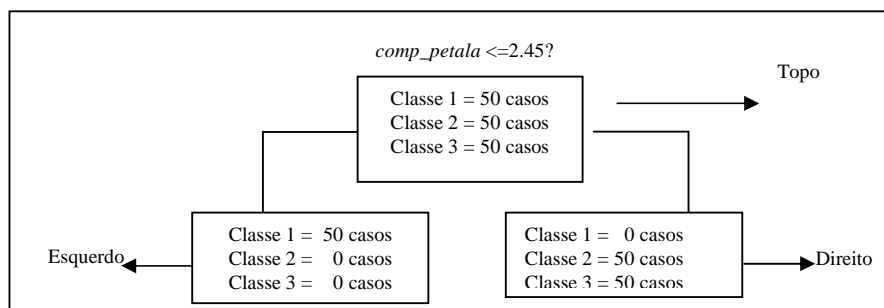 comp_petala <=2.45?
Topo
Classe 1 = 50 casos
Classe 2 = 50 casos
Classe 3 = 50 casos
Esquerdo
Classe 1 = 50 casos
Classe 2 = 0 casos
Classe 3 = 0 casos
Classe 1 = 0 casos
Classe 2 = 50 casos
Classe 3 = 50 casos
Direito